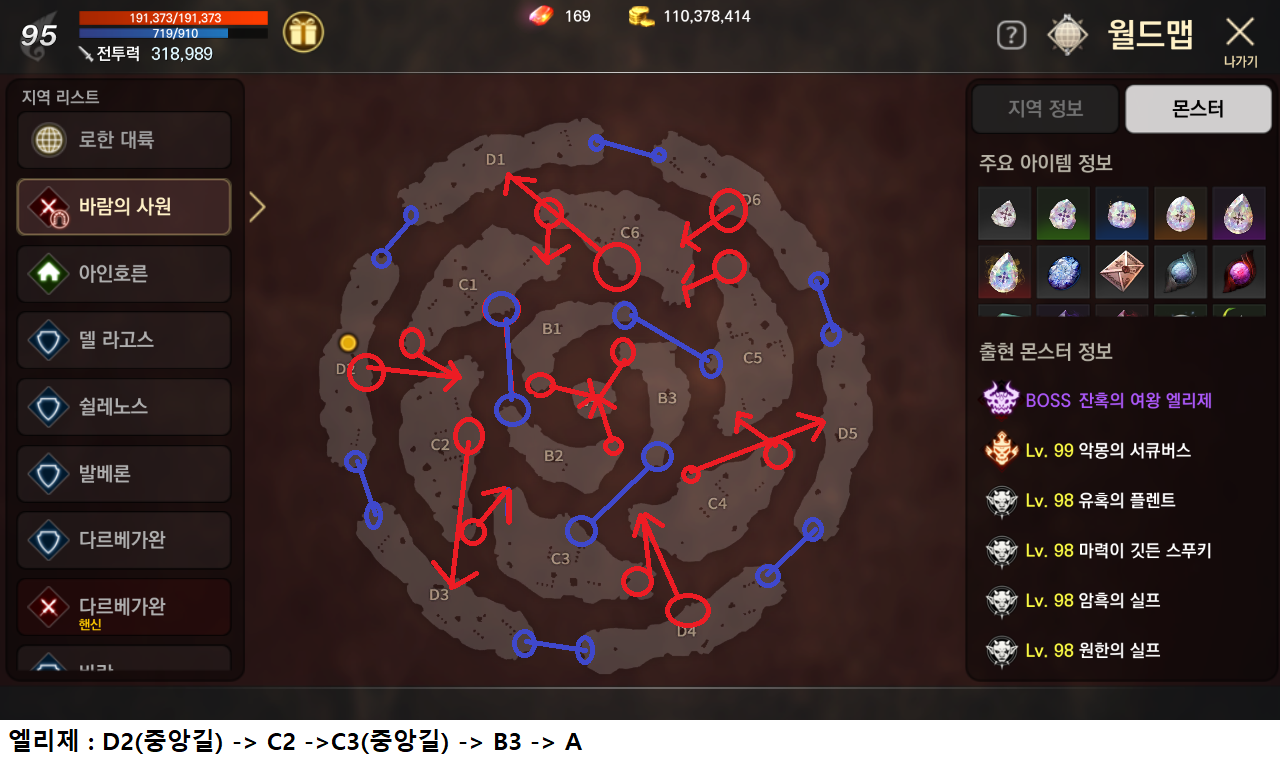 95
191,373/191,373
719/910
전투력 318,989
169
110,378,414
?
월드맵
나가기
지역 리스트
로한 대륙
바람의 사원
아인호른
델 라고스
쉴레노스
발베론
다르베가완
다르베가완
핸신
D1
D6
C6
C1
B1
C5
D2
B3
C2
B2
D5
C4
C3
D3
D4
지역 정보
몬스터
주요 아이템 정보
출현 몬스터 정보
BOSS 잔혹의 여왕 엘리제
Lv. 99 악몽의 서큐버스
Lv. 98 유혹의 플렌트
Lv. 98 마력이 깃든 스푸키
Lv. 98 암흑의 실프
Lv. 98 원한의 실프
엘리제 : D2(중앙길) -> C2 ->C3(중앙길) -> B3 -> A